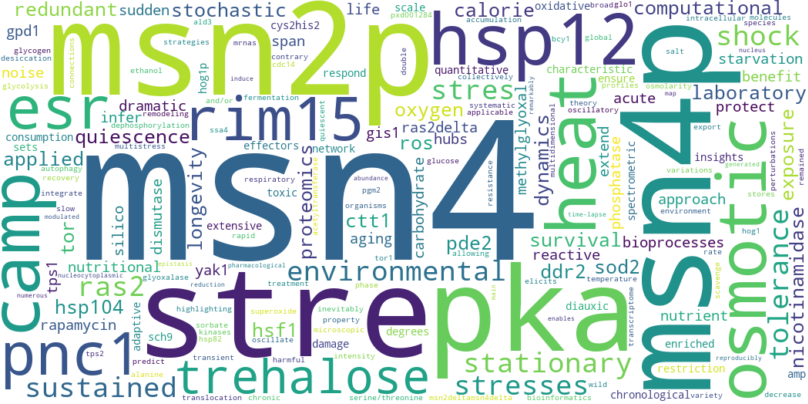 redundant sudden stochastic calorie life oxidative broadglo1 computational
gpd1 cys2his2 ald3 scale intracellular molecules
msn2p hsp12 shock
glycogen strategies mrnas span accumulation species
desiccation connections contrary respond bcy1 global nucleus starvation
noise ethanol hog1p double cdc14 quantitative salt benefit
glycolysis and/or induce collectively characteristic osmolarity map
esr rim15 stress heat msn4p osmotic
dramatic fermentation systematic applicable ensure profiles acute laboratory
consumption infer remodeling oxygen remarkably oscillatory protect
quiescence dephosphorylation gis1 ras2delta theory export
sets ssa4 effectors ros hubs methylglyoxal dynamics extend exposure
applied multistress quiescent network multidimensional chronological insights
autophagy longevity proteomics glucose resistance phosphatase perturbations
recovery respiratory msn4 abundance spectrometric remained
camp tor integrate toxic ctt1 pgm2 carbohydrate approach variations
silico dismutase slow extensive aging organisms time-lapse environment
nutritional tps1 yak1 rapid tor1 allowing pde2 survival bioprocesses
nucleocytoplasmic epistasis environmental reactive hog1 tolerance
numerous glyoxalase pharmacological ddr2 sod2 nicotinamidase
ras2 modulated reduction treatment phase elicits temperature nutrient
hsp104 highlighting superoxide property hsf1 microscopic degrees
pnc1 rapamycin adaptive sorbate kinases hsp82 stre pka diauxic transcriptome
sch9 oscillate inevitably damage main enriched scavenge
tps2 predict transient harmful intensity stationary restriction
sustained alanine trehalose stresses wild enables rate
translocation chronic serine/threonine msn2deltamsn4delta bioinformatics variety reproducibly amp decrease
pxd001284 acetyltransferase generated stores